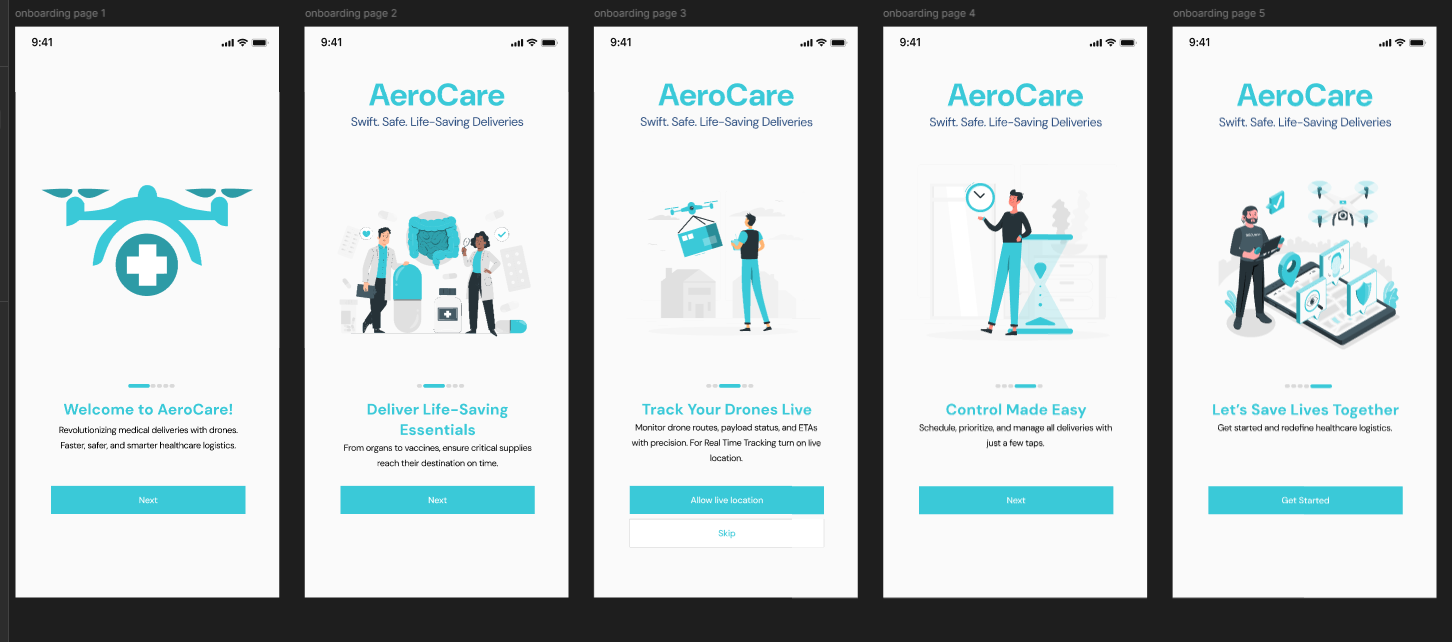 onboarding page 1
9:41
Welcome to AeroCare!
Revolutionizing medical deliveries with drones.
Faster, safer, and smarter healthcare logistics.
Next
onboarding page 2
9:41
AeroCare
Swift. Safe. Life-Saving Deliveries
Deliver Life-Saving
Essentials
From organs to vaccines, ensure critical supplies
reach their destination on time.
Next
onboarding page 3
9:41
AeroCare
Swift. Safe. Life-Saving Deliveries
Track Your Drones Live
Monitor drone routes, payload status, and ETAs
with precision. For Real Time Tracking turn on live
location.
Allow live location
Skip
onboarding page 4
9:41
AeroCare
Swift. Safe. Life-Saving Deliveries
Control Made Easy
Schedule, prioritize, and manage all deliveries with
just a few taps.
Next
onboarding page 5
9:41
AeroCare
Swift. Safe. Life-Saving Deliveries
Let's Save Lives Together
Get started and redefine healthcare logistics.
Get Started